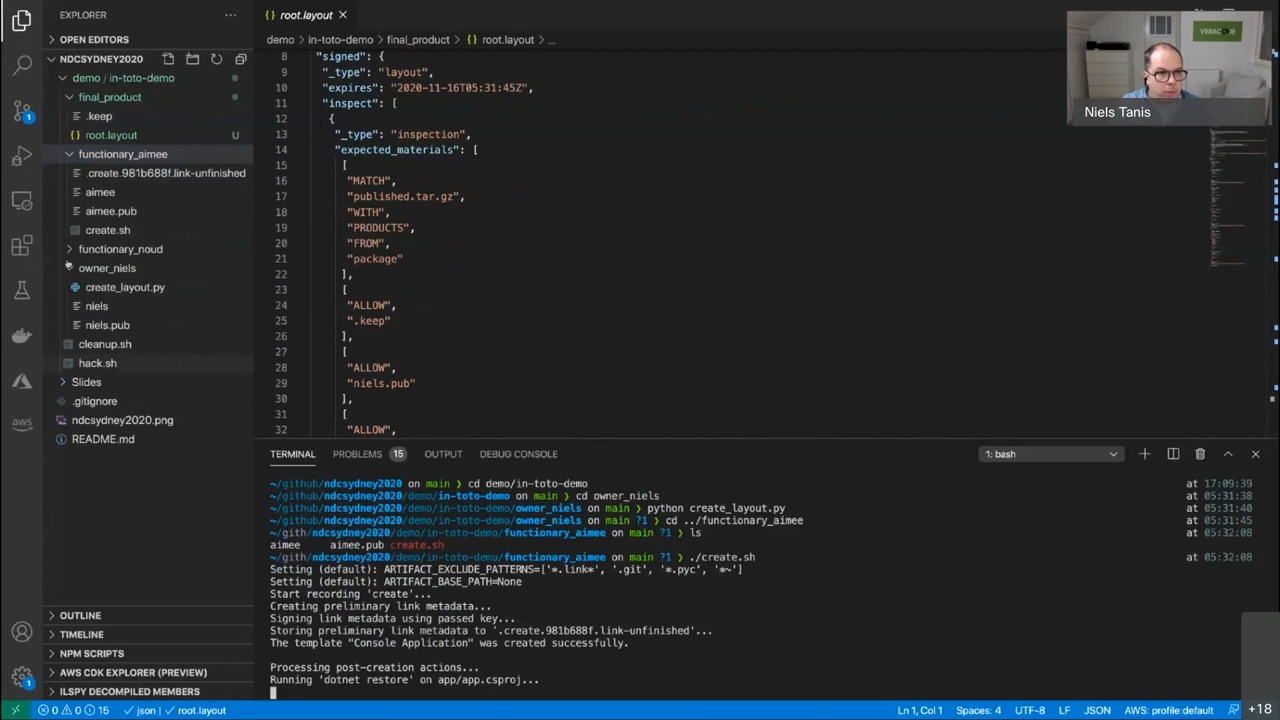 EXPLORER
OPEN EDITORS
NDCSYDNEY2020
demo / in-toto-demo
final_product
.keep
{} root.layout U
functionary_aimee
.create.981b688f.link-unfinished
aimee
aimee.pub
create.sh
functionary_noud
owner_niels
create_layout.py
niels
niels.pub
cleanup.sh
hack.sh
Slides
.gitignore
ndcsydney2020.png
README.md
OUTLINE
TIMELINE
NPM SCRIPTS
AWS CDK EXPLORER (PREVIEW)
ILSPY DECOMPILED MEMBERS
aws
1
1
{} root.layout
demo > in-toto-demo > final_product > {} root.layout > ...
8 "signed": {
9 "_type": "layout",
10 "expires": "2020-11-16T05:31:45Z",
11 "inspect": [
12 {
13 "_type": "inspection",
14 "expected_materials": [
15 [
16 "MATCH",
17 "published.tar.gz",
18 "WITH",
19 "PRODUCTS",
20 "FROM",
21 "package"
22 ],
23 [
24 "ALLOW",
25 ".keep"
26 ],
27 [
28 "ALLOW",
29 "niels.pub"
30 ],
31 [
32 "ALLOW",
VERACODE
Niels Tanis
TERMINAL PROBLEMS 15 OUTPUT DEBUG CONSOLE 1: bash
~/github/ndcsydney2020 on main > cd demo/in-toto-demo at 17:09:39
~/github/ndcsydney2020/demo/in-toto-demo on main > cd owner_niels at 05:31:38
~/github/ndcsydney2020/demo/in-toto-demo/owner_niels on main > python create_layout.py at 05:31:40
~/github/ndcsydney2020/demo/in-toto-demo/owner_niels on main ?1 > cd ../functionary_aimee at 05:31:45
~/gith/ndcsydney2020/demo/in-toto-demo/functionary_aimee on main ?1 > ls at 05:32:08
aimee aimee.pub create.sh
~/gith/ndcsydney2020/demo/in-toto-demo/functionary_aimee on main ?1 > ./create.sh at 05:32:08
Setting (default): ARTIFACT_EXCLUDE_PATTERNS=['*.link*', '.git', '*.pyc', '*~']
Setting (default): ARTIFACT_BASE_PATH=None
Start recording 'create'...
Creating preliminary link metadata...
Signing link metadata using passed key...
Storing preliminary link metadata to '.create.981b688f.link-unfinished'...
The template "Console Application" was created successfully.
Processing post-creation actions...
Running 'dotnet restore' on app/app.csproj...
0 0 15 json root.layout Ln 1, Col 1 Spaces: 4 UTF-8 LF JSON AWS: profile:default +18